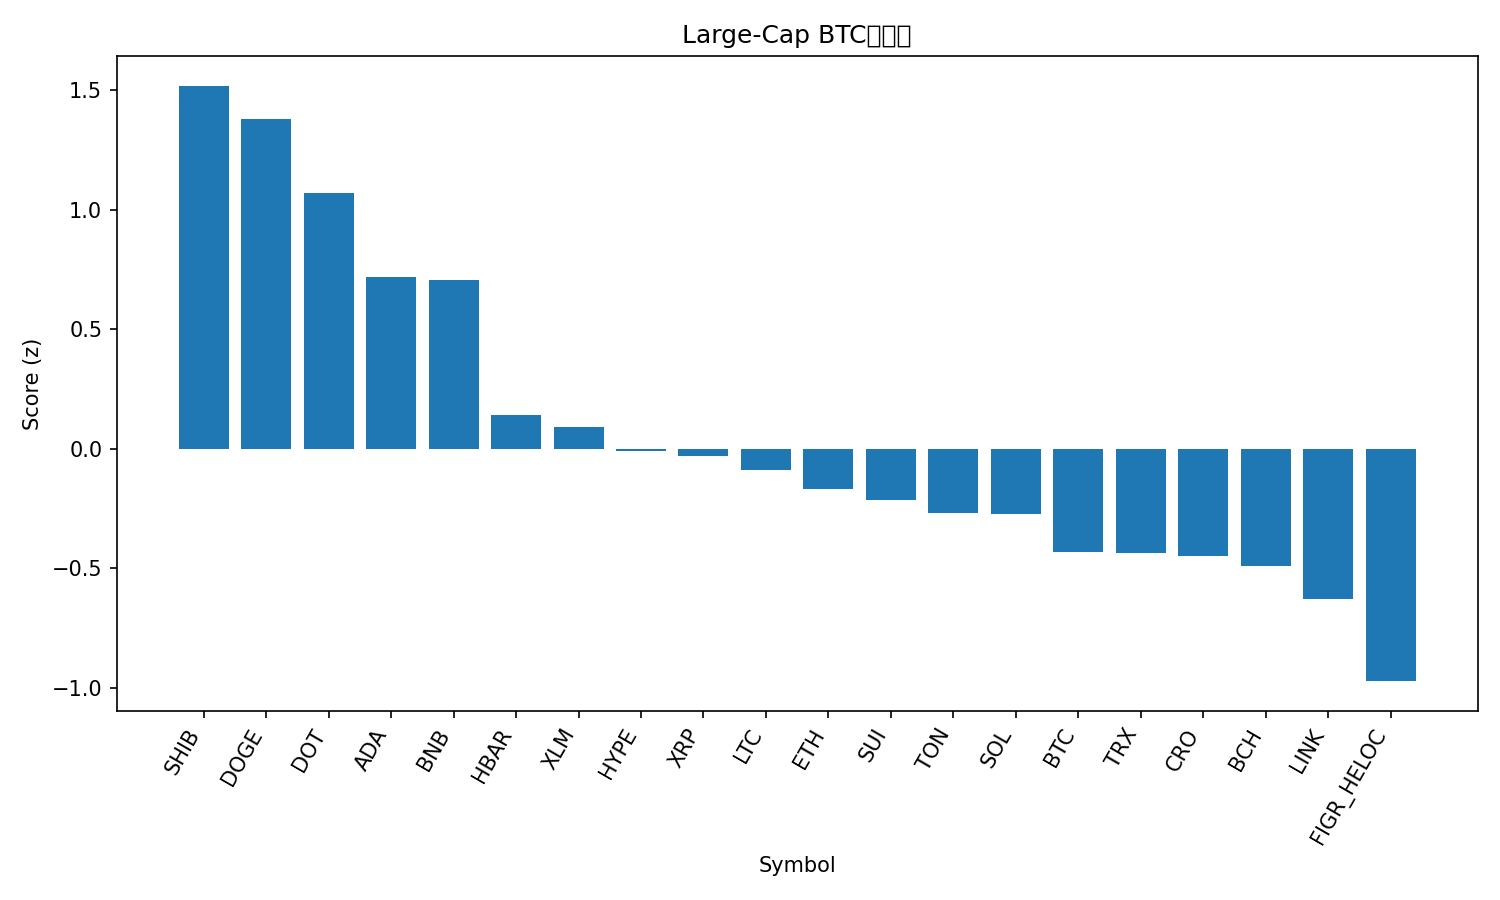 Large-Cap BTC
1.5
1.0
0.5
0.0
−0.5
−1.0
Score (z)
SHIB
DOGE
DOT
ADA
BNB
HBAR
XLM
HYPE
XRP
LTC
ETH
SUI
TON
SOL
BTC
TRX
CRO
BCH
LINK
FIGR_HELOC
Symbol